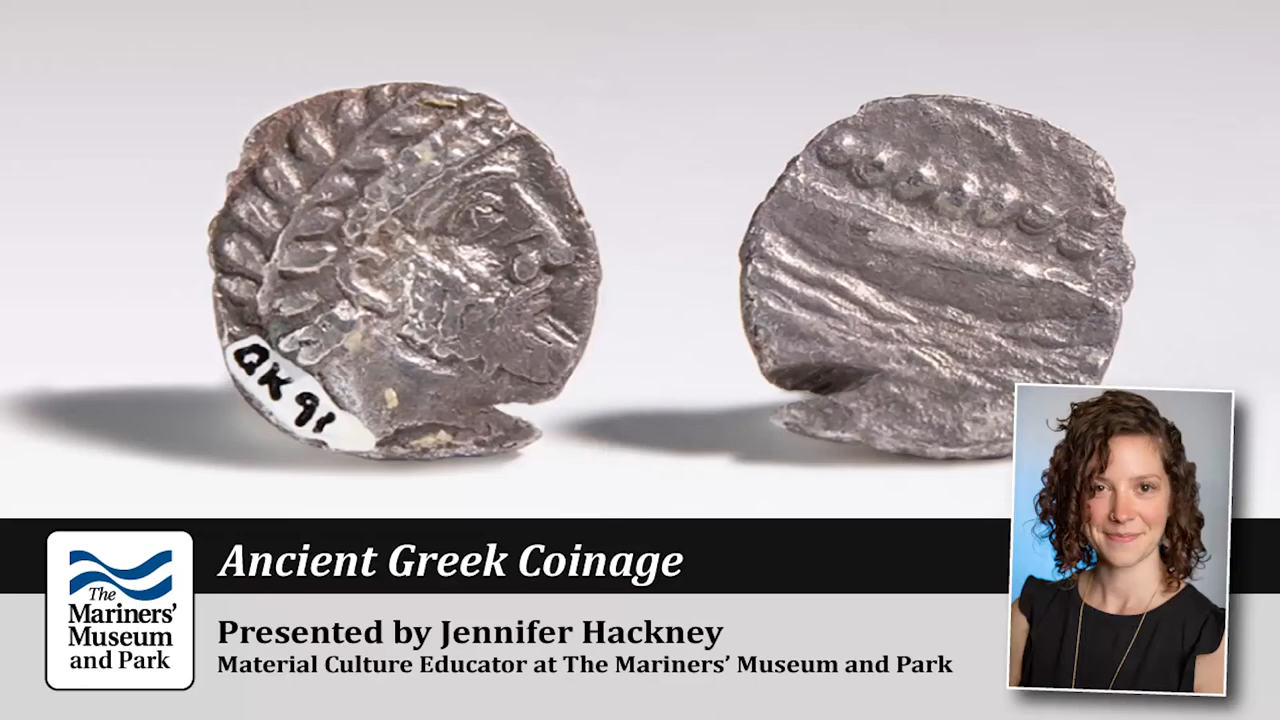 QK91
Ancient Greek Coinage
The
Mariners'
Museum
and Park
Presented by Jennifer Hackney
Material Culture Educator at The Mariners' Museum and Park